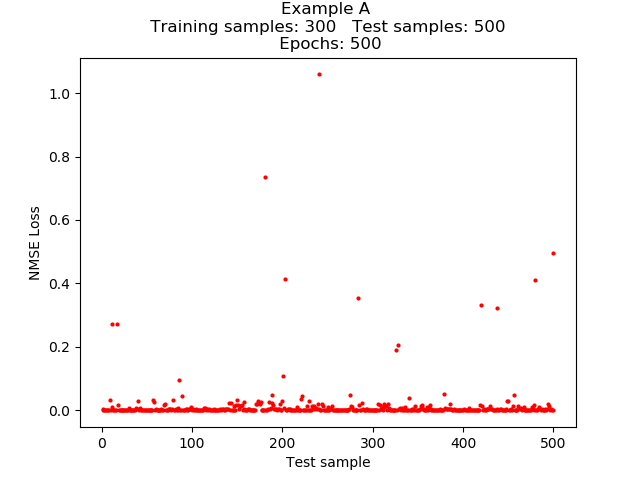 Example A
Training samples: 300   Test samples: 500
Epochs: 500
NMSE Loss
1.0
0.8
0.6
0.4
0.2
0.0
0 100 200 300 400 500
Test sample